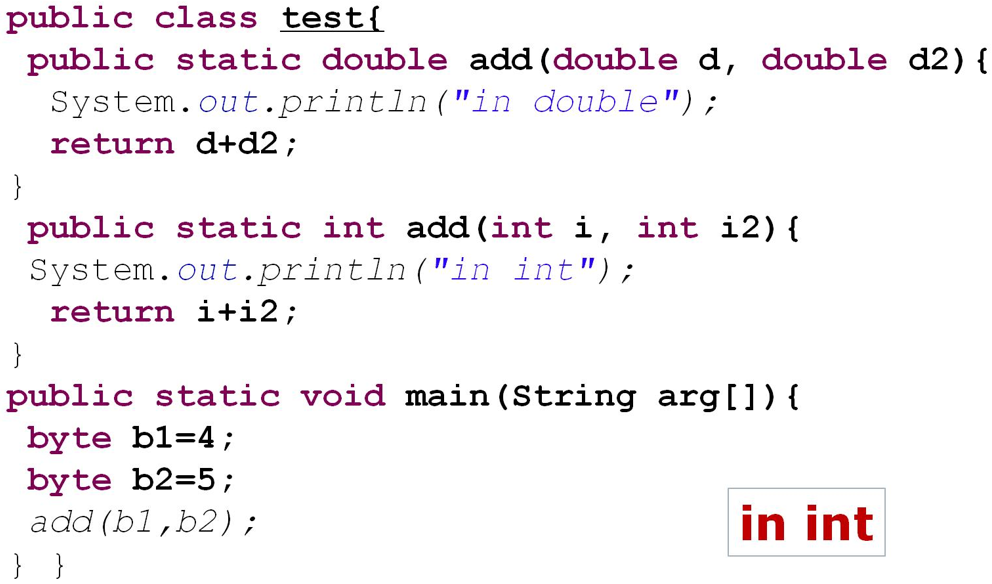 public class test{
public static double add(double d, double d2){
System.out.println("in double");
return d+d2;
}
public static int add(int i, int i2){
System.out.println("in int");
return i+i2;
}
public static void main(String arg[]){
byte b1=4;
byte b2=5;
add(b1,b2);
} }
in int